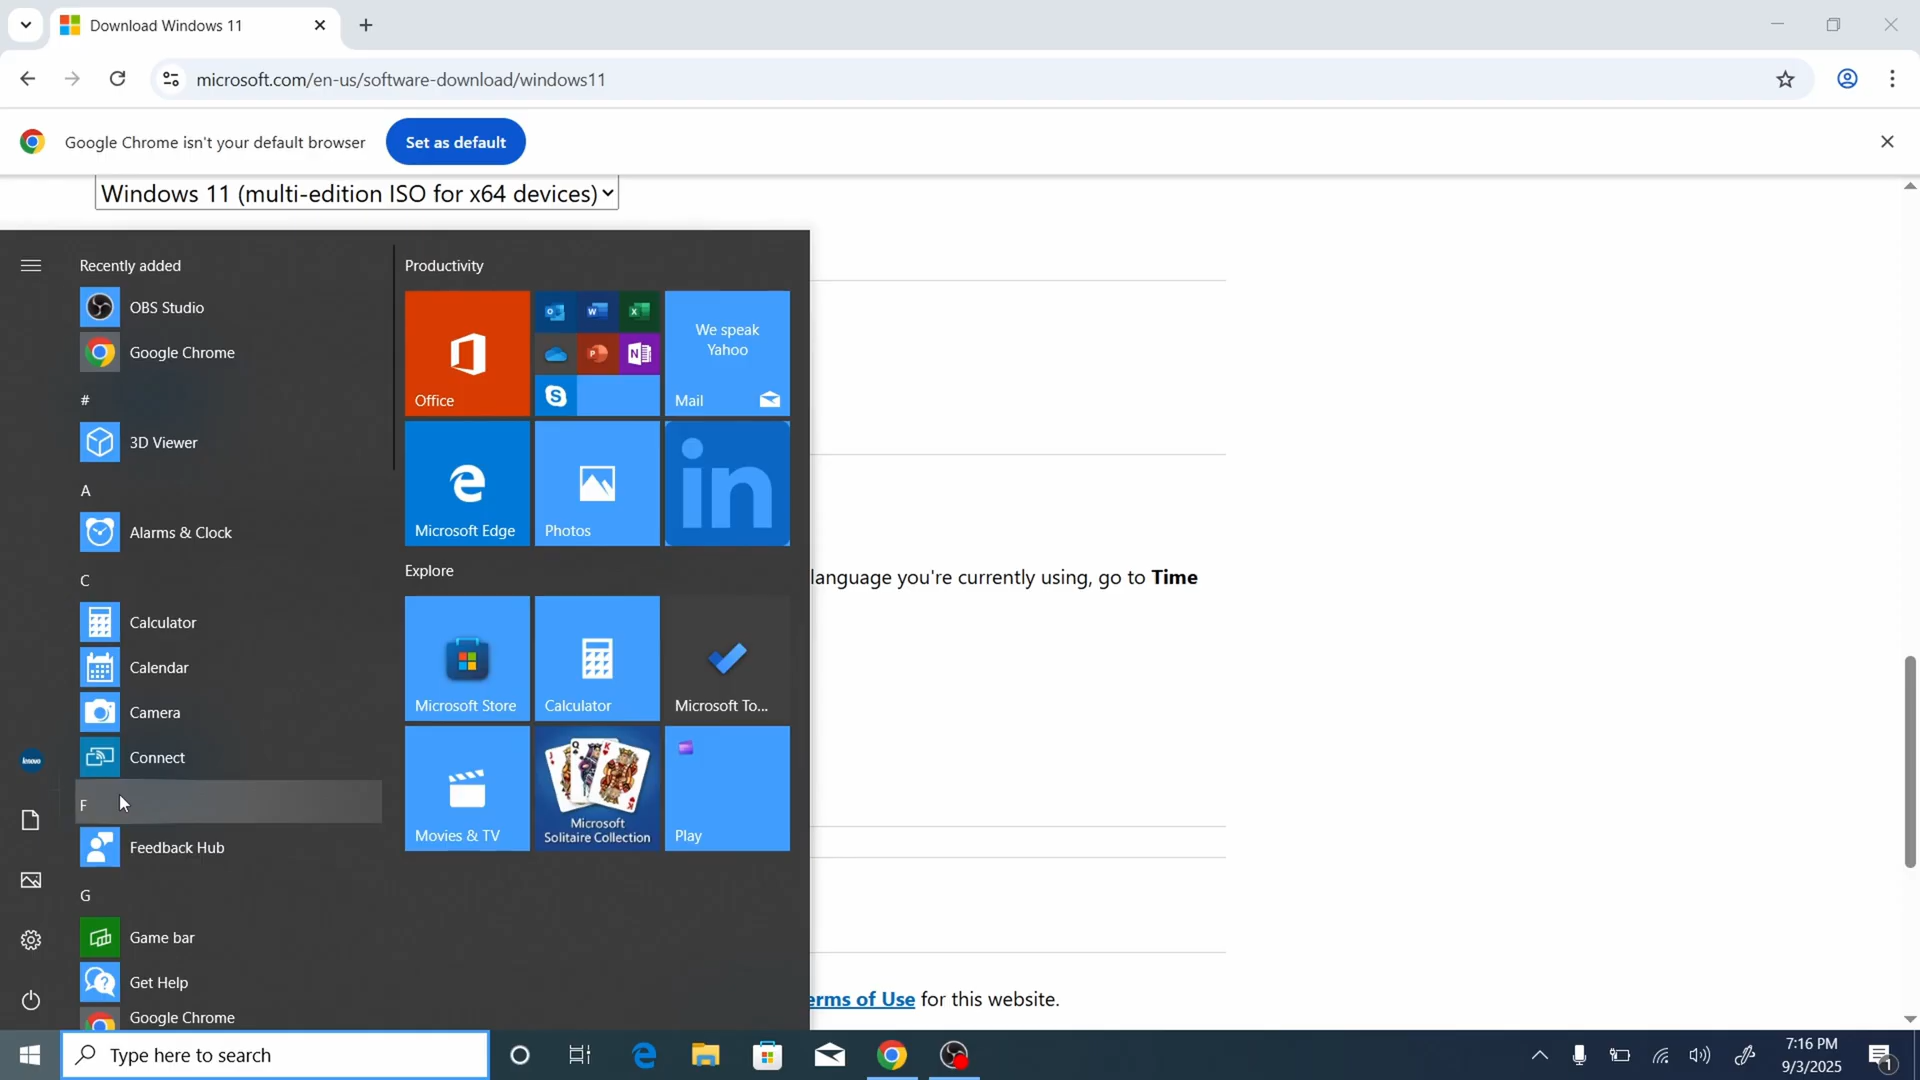 Download Windows 11
microsoft.com/en-us/software-download/windows11
Google Chrome isn't your default browser
Set as default
Windows 11 (multi-edition ISO for x64 devices)
Recently added
OBS Studio
Google Chrome
#
3D Viewer
A
Alarms & Clock
C
Calculator
Calendar
Camera
Connect
F
Feedback Hub
G
Game bar
Get Help
Google Chrome
Productivity
Office
We speak
Yahoo
Mail
Microsoft Edge
Photos
in
Explore
Microsoft Store
Calculator
Microsoft To...
Movies & TV
Microsoft
Solitaire Collection
Play
language you're currently using, go to Time
erms of Use for this website.
lenovo
Type here to search
7:16 PM
9/3/2025
1